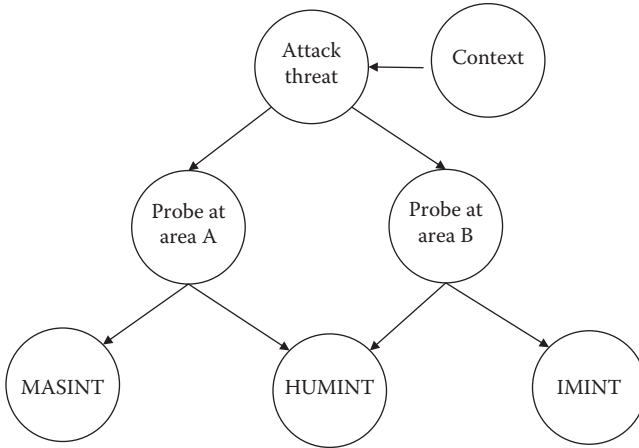 Attack
threat
Context
Probe at
area A
Probe at
area B
MASINT
HUMINT
IMINT